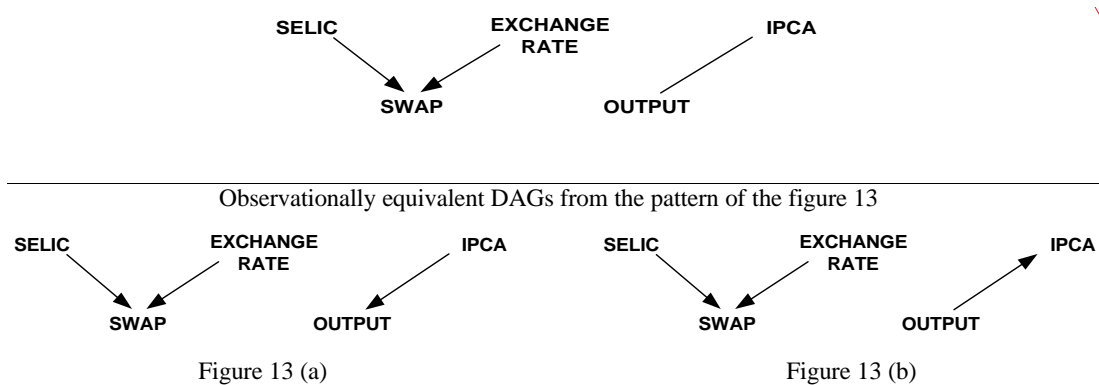 SELIC EXCHANGE RATE IPCA
SWAP OUTPUT
Observationally equivalent DAGs from the pattern of the figure 13
SELIC EXCHANGE RATE IPCA SELIC EXCHANGE RATE IPCA
SWAP OUTPUT SWAP OUTPUT
Figure 13 (a) Figure 13 (b)